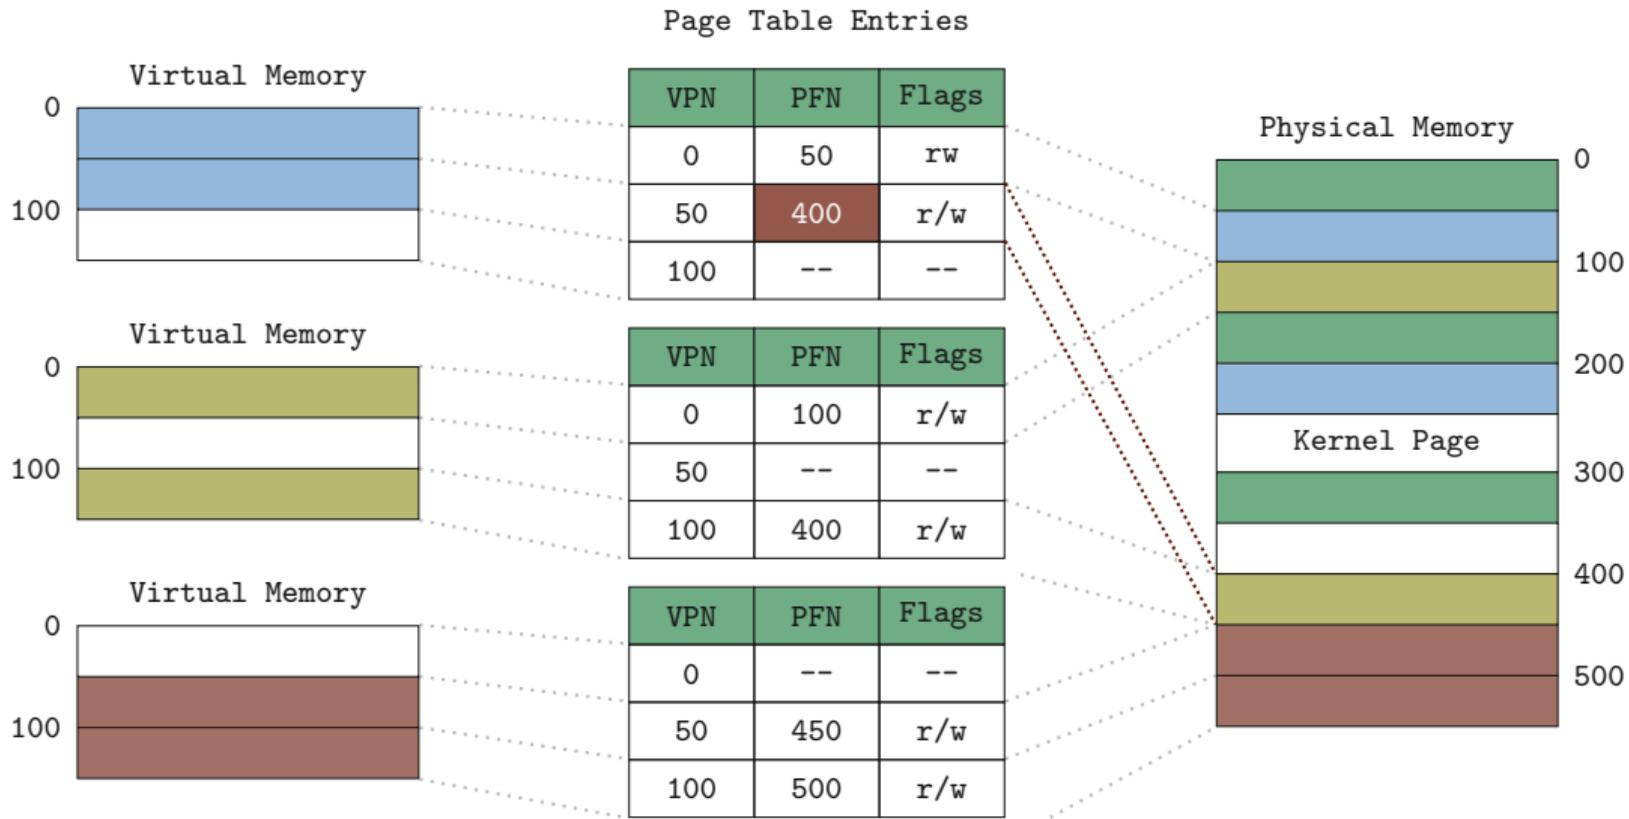 Page Table Entries
Virtual Memory
0
100
VPN PFN Flags
0 50 rw
50 400 r/w
100 -- --
Virtual Memory
0
100
VPN PFN Flags
0 100 r/w
50 -- --
100 400 r/w
Virtual Memory
0
100
VPN PFN Flags
0 -- --
50 450 r/w
100 500 r/w
Physical Memory
0
100
200
Kernel Page
300
400
500